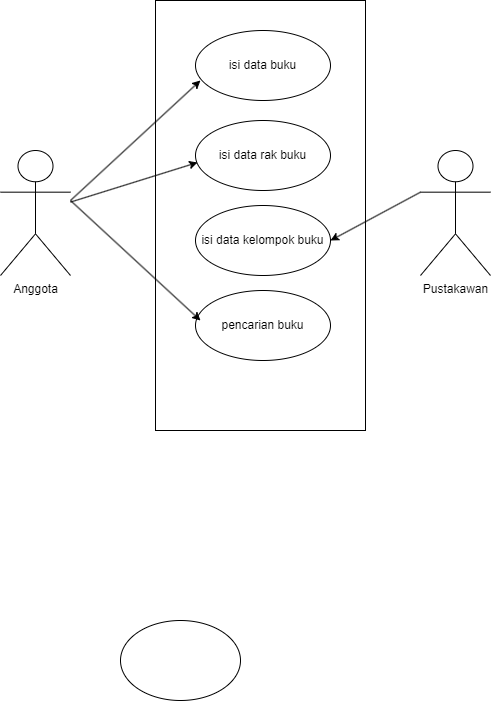 isi data buku
isi data rak buku
isi data kelompok buku
pencarian buku
Anggota
Pustakawan